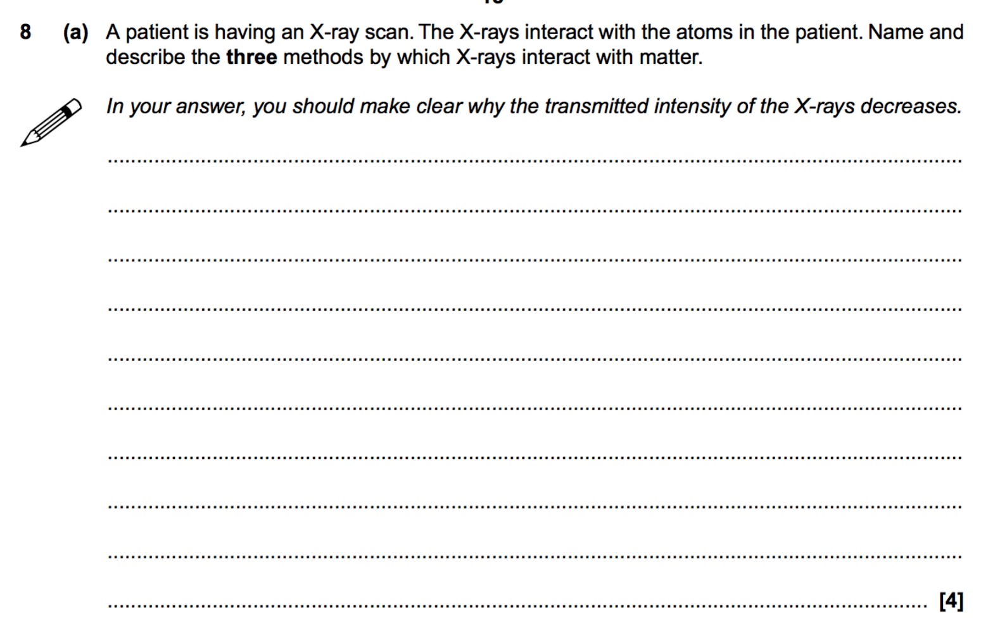 8 (a) A patient is having an X-ray scan. The X-rays interact with the atoms in the patient. Name and
describe the three methods by which X-rays interact with matter.
In your answer, you should make clear why the transmitted intensity of the X-rays decreases.
[4]